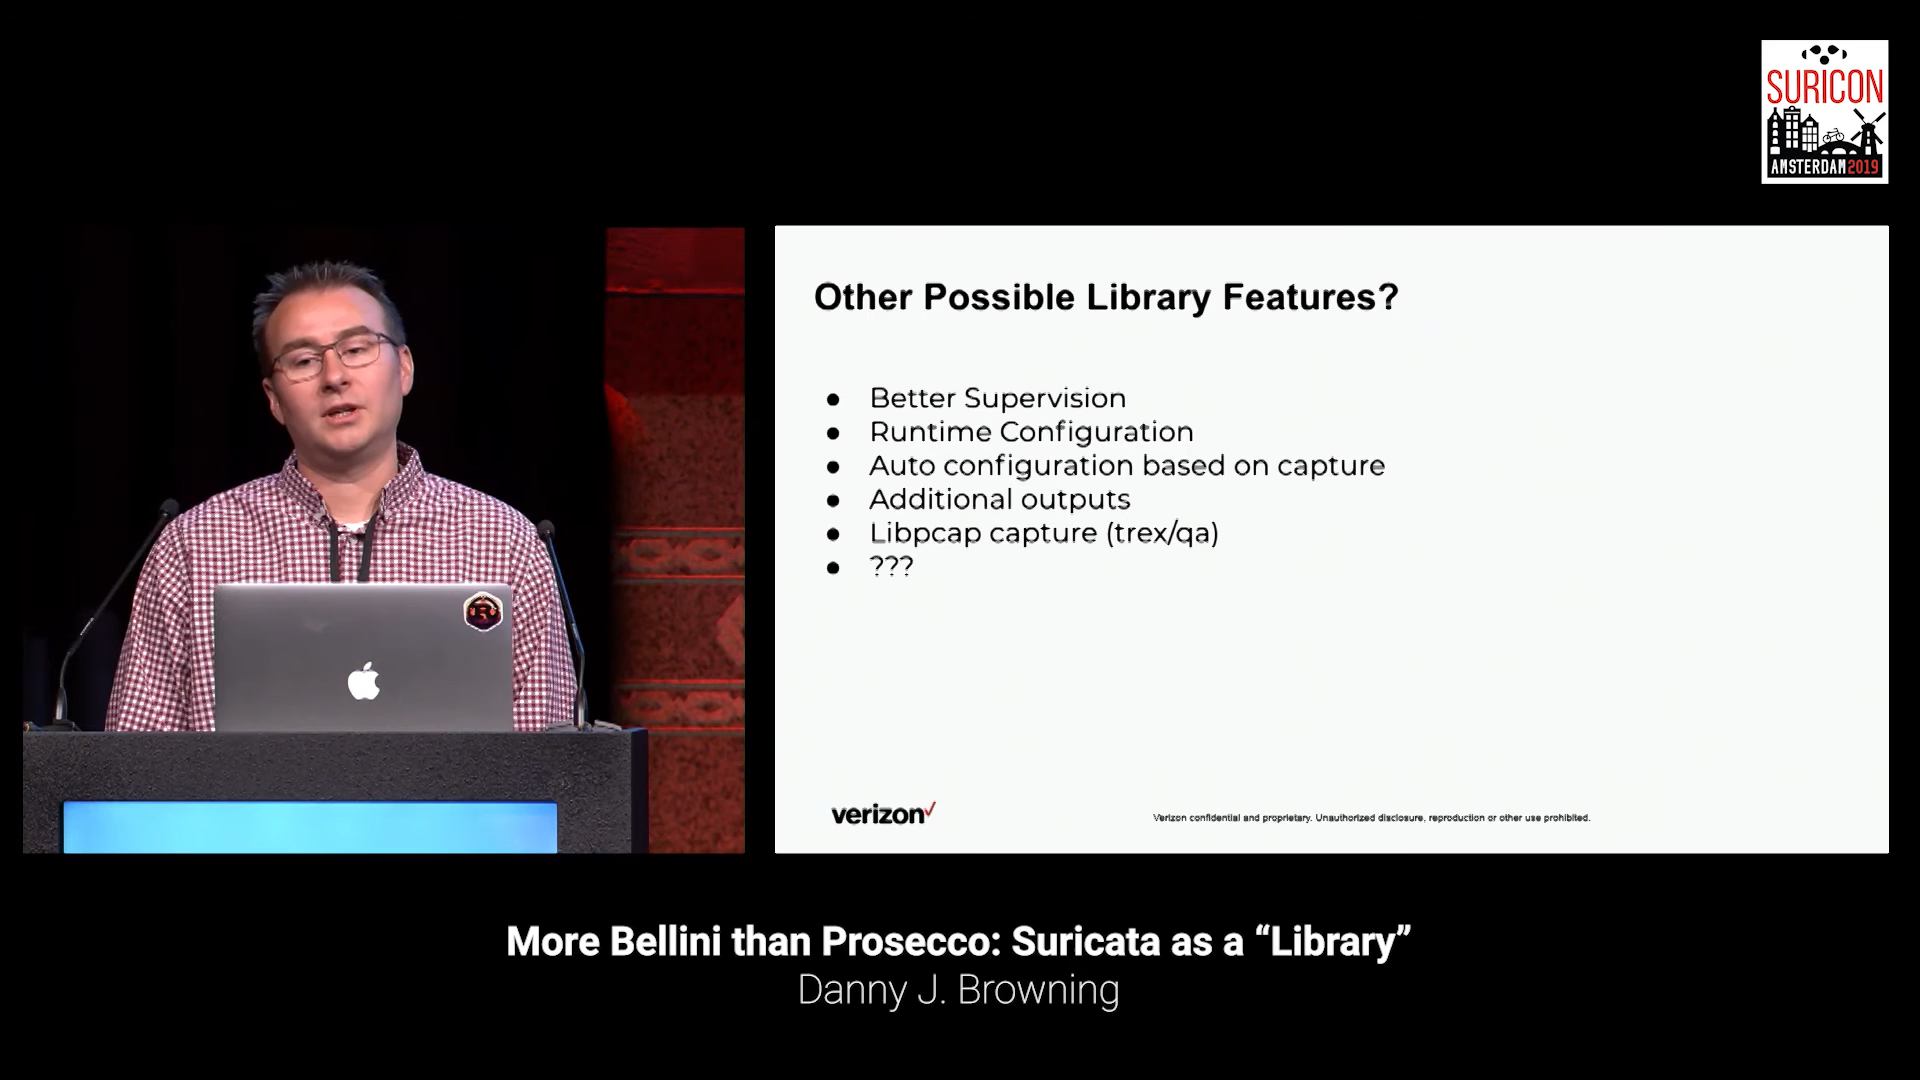 SURICON
AMSTERDAM 2019
Other Possible Library Features?
● Better Supervision
● Runtime Configuration
● Auto configuration based on capture
● Additional outputs
● Libpcap capture (trex/qa)
● ???
verizon
Verizon confidential and proprietary. Unauthorized disclosure, reproduction or other use prohibited.
More Bellini than Prosecco: Suricata as a “Library”
Danny J. Browning